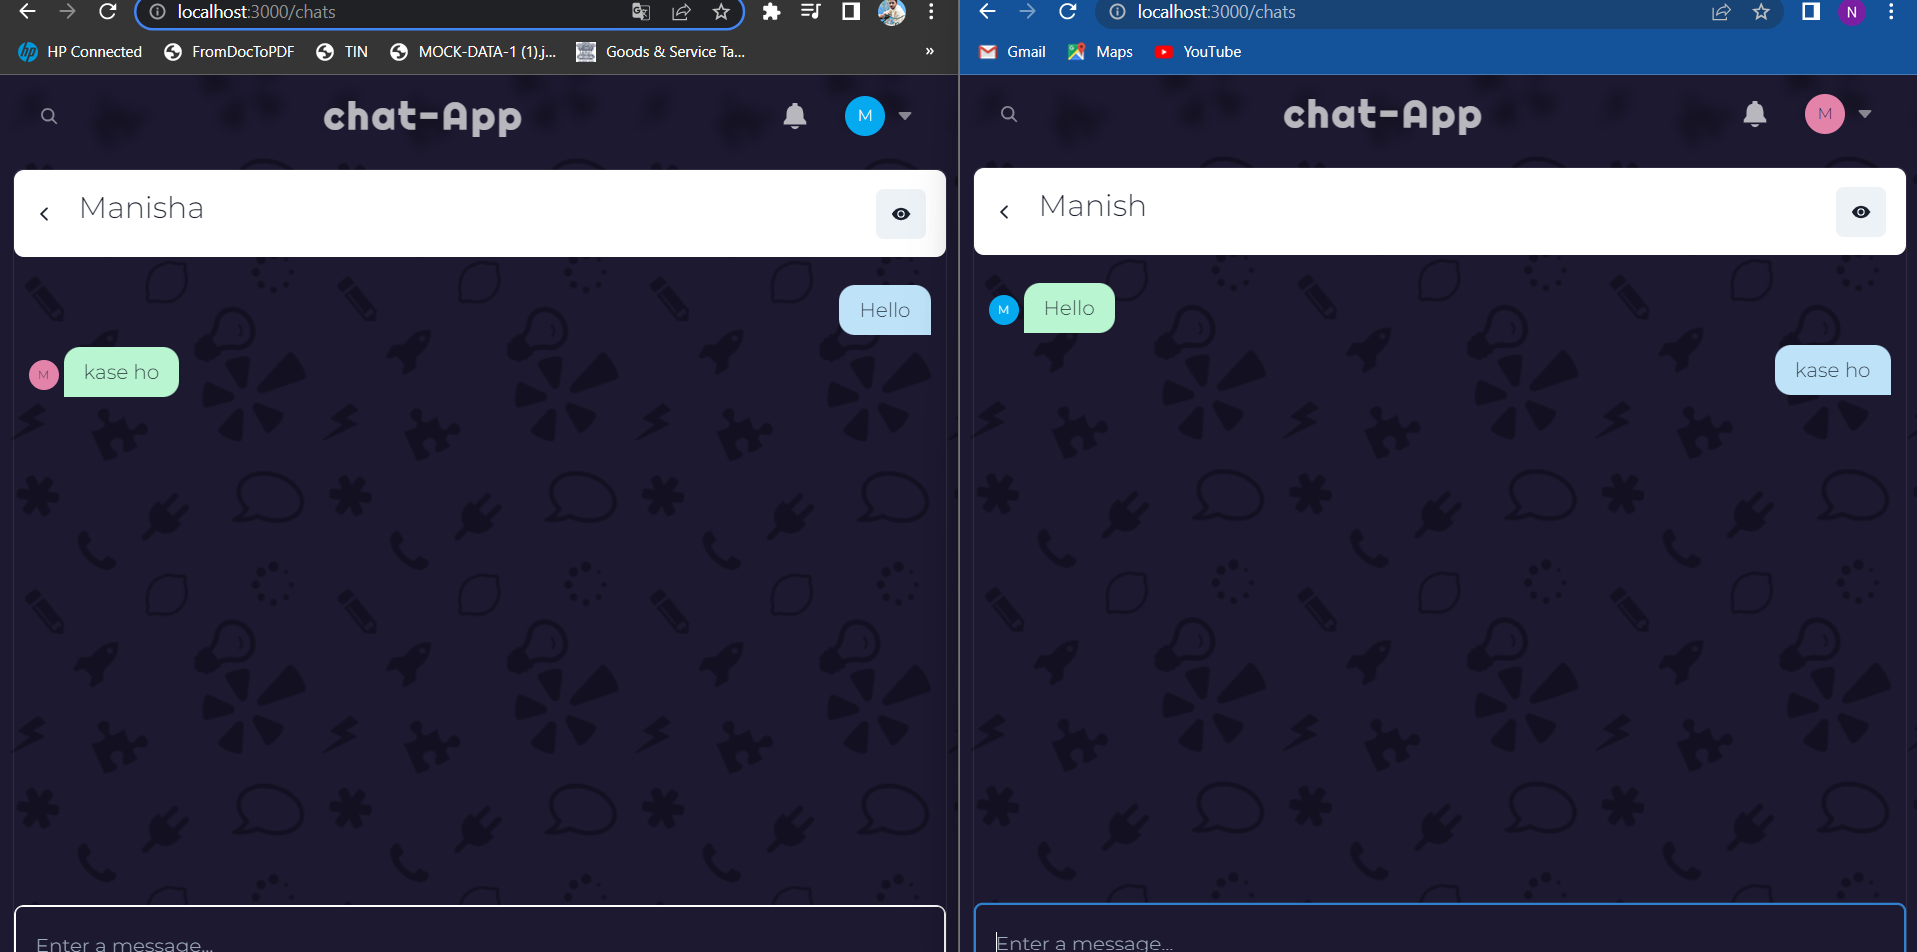 localhost:3000/chats
HP Connected FromDocToPDF TIN MOCK-DATA-1 (1).j... Goods & Service Ta... »
chat-App M
Manisha
Hello
M kase ho
Enter a message...
localhost:3000/chats N
Gmail Maps YouTube
chat-App M
Manish
M Hello
kase ho
Enter a message...